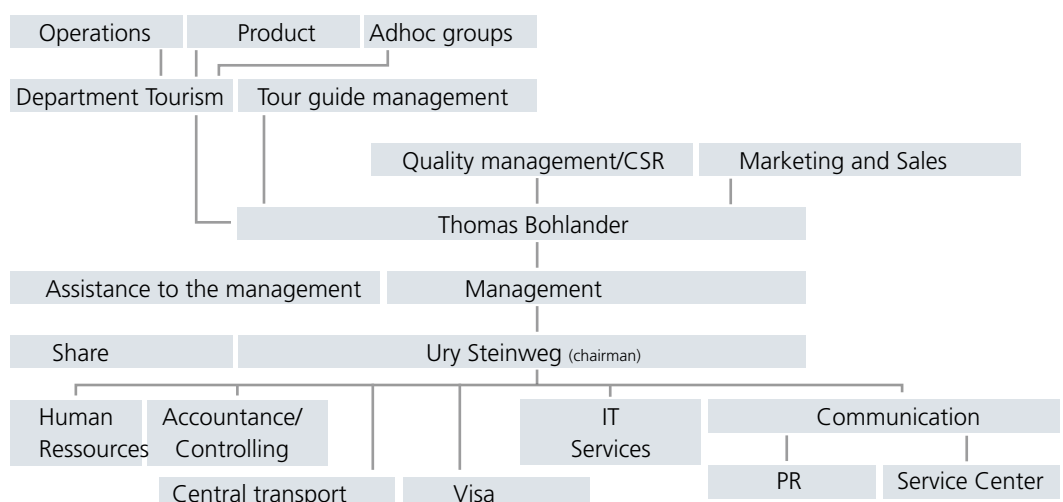 Operations Product Adhoc groups
Department Tourism Tour guide management
Quality management/CSR Marketing and Sales
Thomas Bohlander
Assistance to the management Management
Share Ury Steinweg (chairman)
Human Ressources
Accountance/ Controlling
IT Services
Communication
Central transport
Visa
PR
Service Center